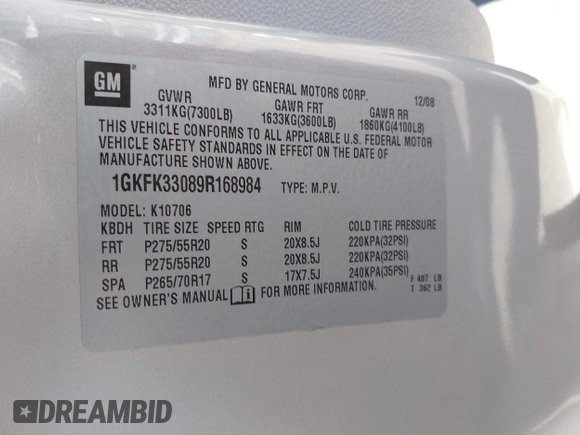 GM
MFD BY GENERAL MOTORS CORP. 12/08
GVWR GAWR FRT GAWR RR
3311KG(7300LB) 1633KG(3600LB) 1860KG(4100LB)
THIS VEHICLE CONFORMS TO ALL APPLICABLE U.S. FEDERAL MOTOR
VEHICLE SAFETY STANDARDS IN EFFECT ON THE DATE OF
MANUFACTURE SHOWN ABOVE.
1GKFK33089R168984 TYPE: M.P.V.
MODEL: K10706
KBDH TIRE SIZE SPEED RTG RIM COLD TIRE PRESSURE
FRT P275/55R20 S 20X8.5J 220KPA(32PSI)
RR P275/55R20 S 20X8.5J 220KPA(32PSI)
SPA P265/70R17 S 17X7.5J 240KPA(35PSI)
F 407 LB
T 362 LB
SEE OWNER'S MANUAL FOR MORE INFORMATION.
DREAMBID